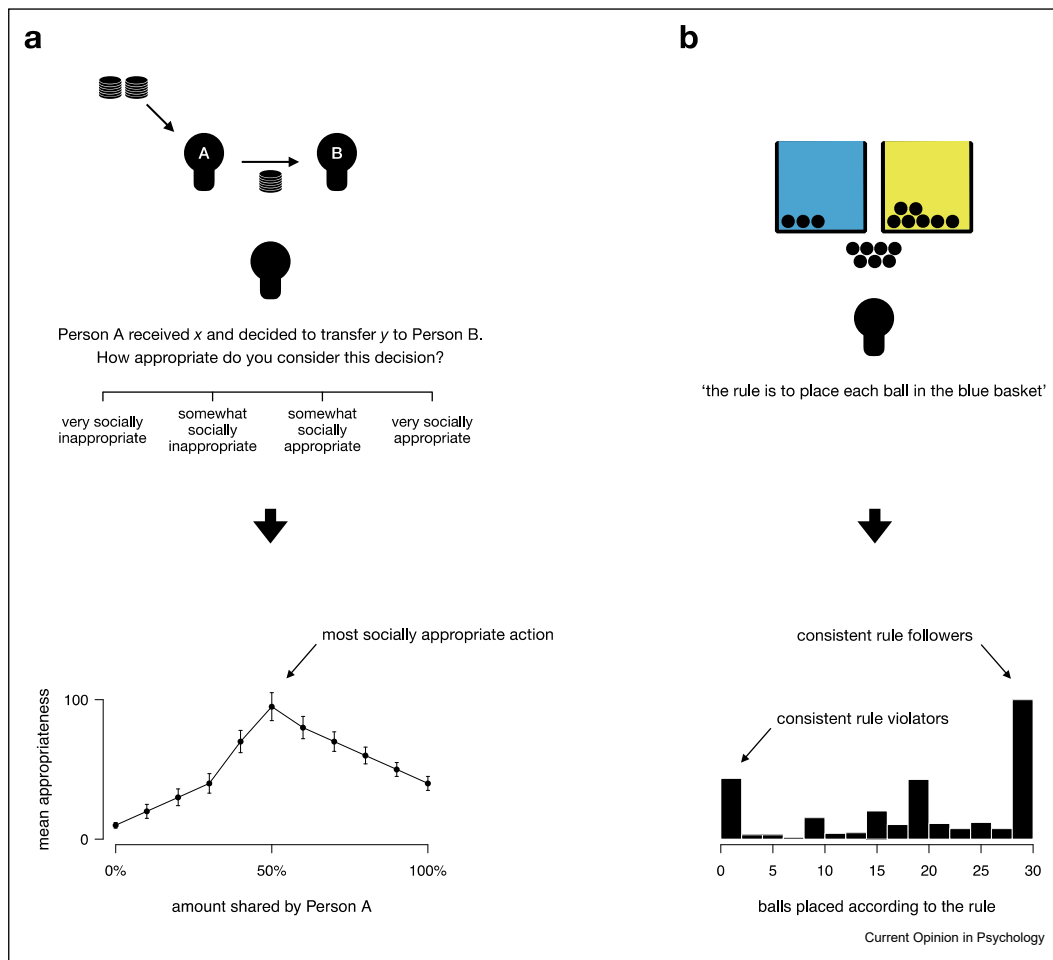 a
b
A
B
Person A received x and decided to transfer y to Person B.
How appropriate do you consider this decision?
very socially
inappropriate
somewhat
socially
inappropriate
somewhat
socially
appropriate
very socially
appropriate
'the rule is to place each ball in the blue basket'
most socially appropriate action
mean appropriateness
100
0
0%
50%
100%
amount shared by Person A
consistent rule followers
consistent rule violators
0
5
10
15
20
25
30
balls placed according to the rule
Current Opinion in Psychology